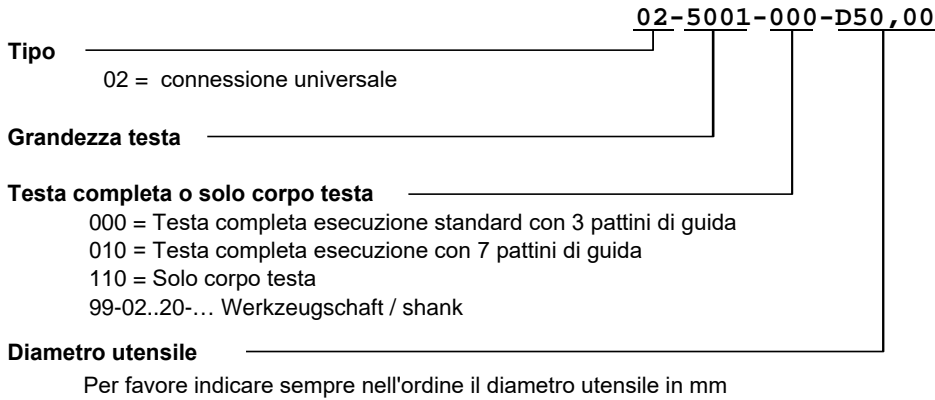 02-5001-000-D50,00
Tipo
02 = connessione universale
Grandezza testa
Testa completa o solo corpo testa
000 = Testa completa esecuzione standard con 3 pattini di guida
010 = Testa completa esecuzione con 7 pattini di guida
110 = Solo corpo testa
99-02..20-… Werkzeugschaft / shank
Diametro utensile
Per favore indicare sempre nell'ordine il diametro utensile in mm